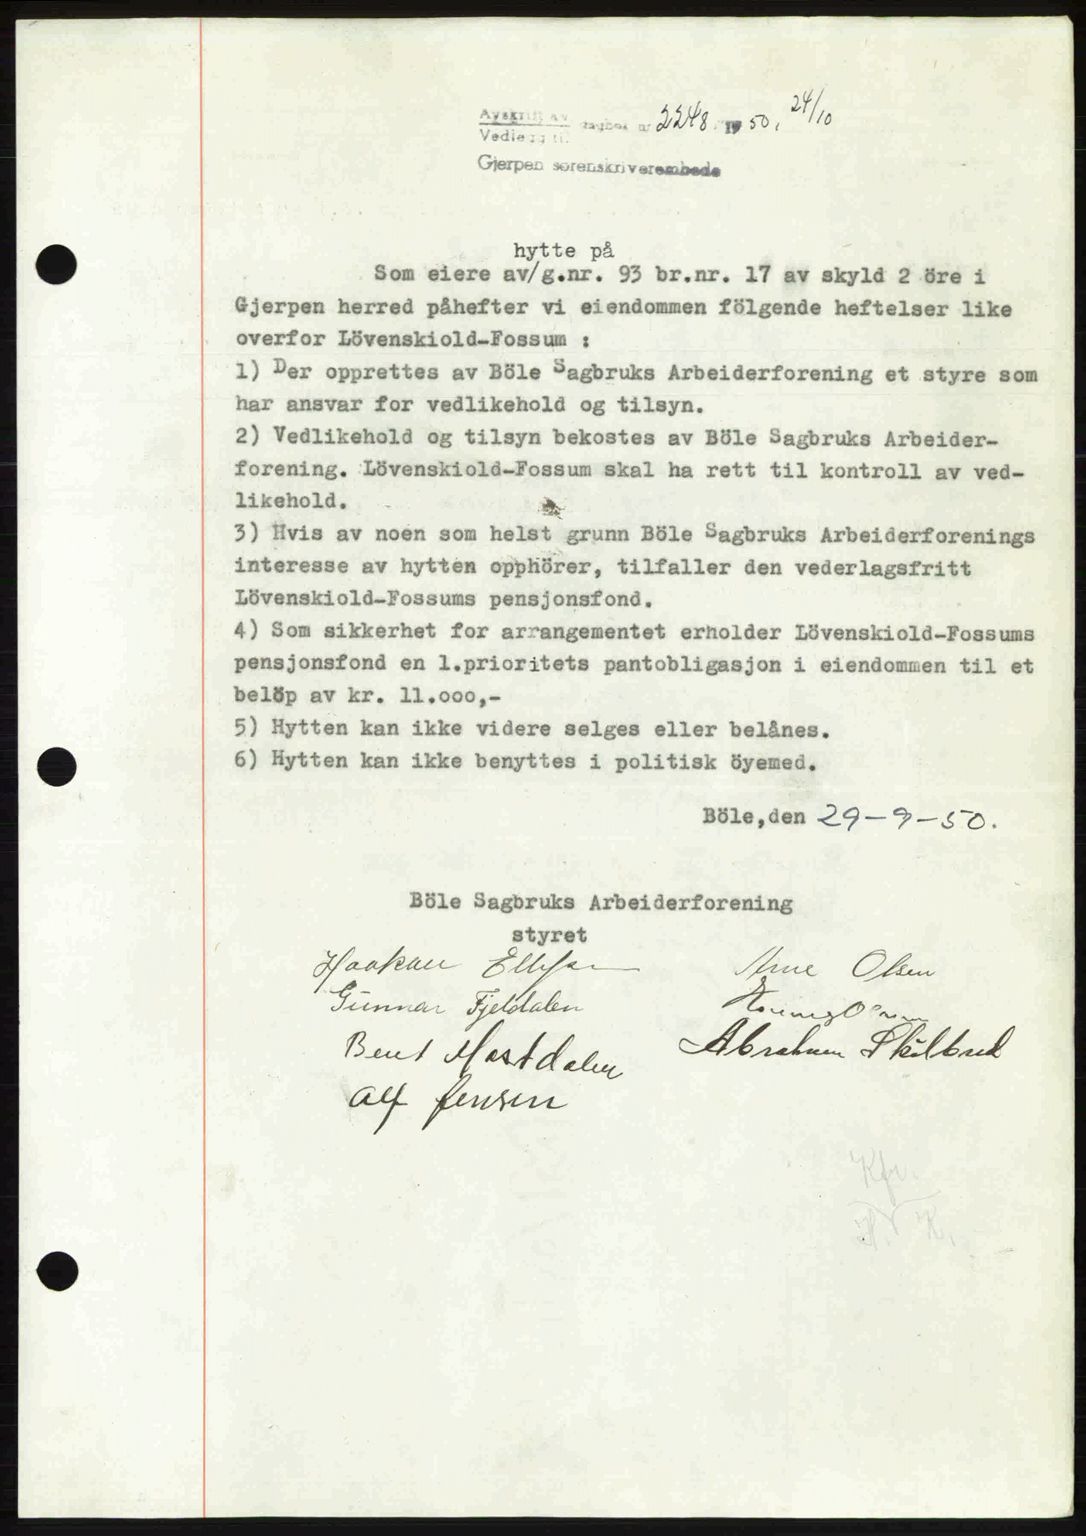 Avskrift av
Vedlegg til dagbok nr 2248 1950, 24/10
Gjerpen sorenskriverembede
hytte på
Som eiere av/g.nr. 93 br.nr. 17 av skyld 2 öre i
Gjerpen herred påhefter vi eiendommen fölgende heftelser like
overfor Lövenskiold-Fossum :
1) Der opprettes av Böle Sagbruks Arbeiderforening et styre som
har ansvar for vedlikehold og tilsyn.
2) Vedlikehold og tilsyn bekostes av Böle Sagbruks Arbeider-
forening. Lövenskiold-Fossum skal ha rett til kontroll av ved-
likehold.
3) Hvis av noen som helst grunn Böle Sagbruks Arbeiderforenings
interesse av hytten opphörer, tilfaller den vederlagsfritt
Lövenskiold-Fossums pensjonsfond.
4) Som sikkerhet for arrangementet erholder Lövenskiold-Fossums
pensjonsfond en 1.prioritets pantobligasjon i eiendommen til et
belöp av kr. 11.000,-
5) Hytten kan ikke videre selges eller belånes.
6) Hytten kan ikke benyttes i politisk öyemed.
Böle, den 29-9-50.
Böle Sagbruks Arbeiderforening
styret
Haakan Arne Olsen
Gunnar Fjeldalen
Bent Mostdalen Abraham Skilbred
Alf Jensen
Kfr.